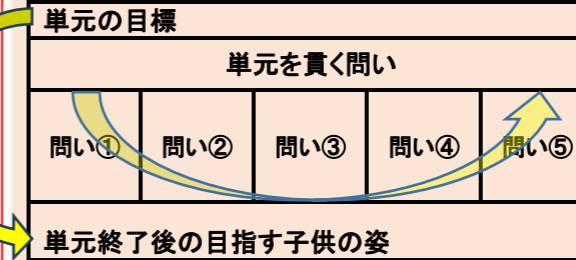 単元の目標
単元を貫く問い
問い① 問い② 問い③ 問い④ 問い⑤
単元終了後の目指す子供の姿